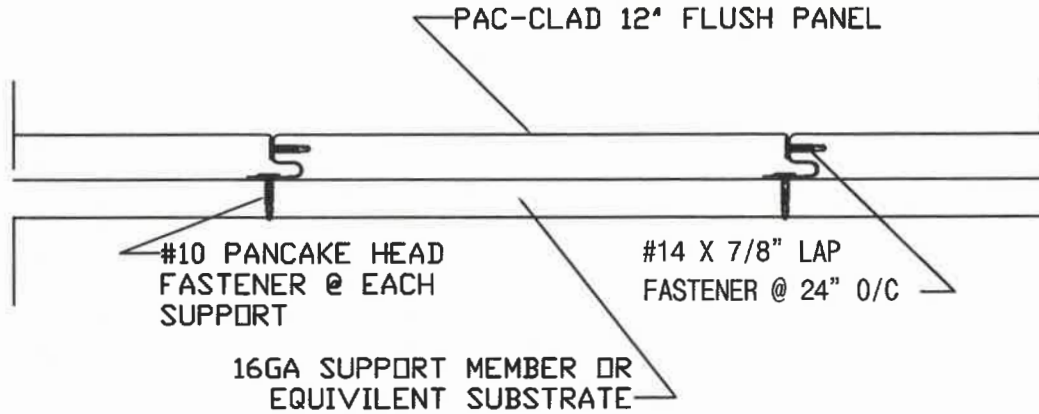 PAC-CLAD 12" FLUSH PANEL
#10 PANCAKE HEAD
FASTENER @ EACH
SUPPORT
#14 X 7/8" LAP
FASTENER @ 24" O/C
16GA SUPPORT MEMBER OR
EQUIVILENT SUBSTRATE